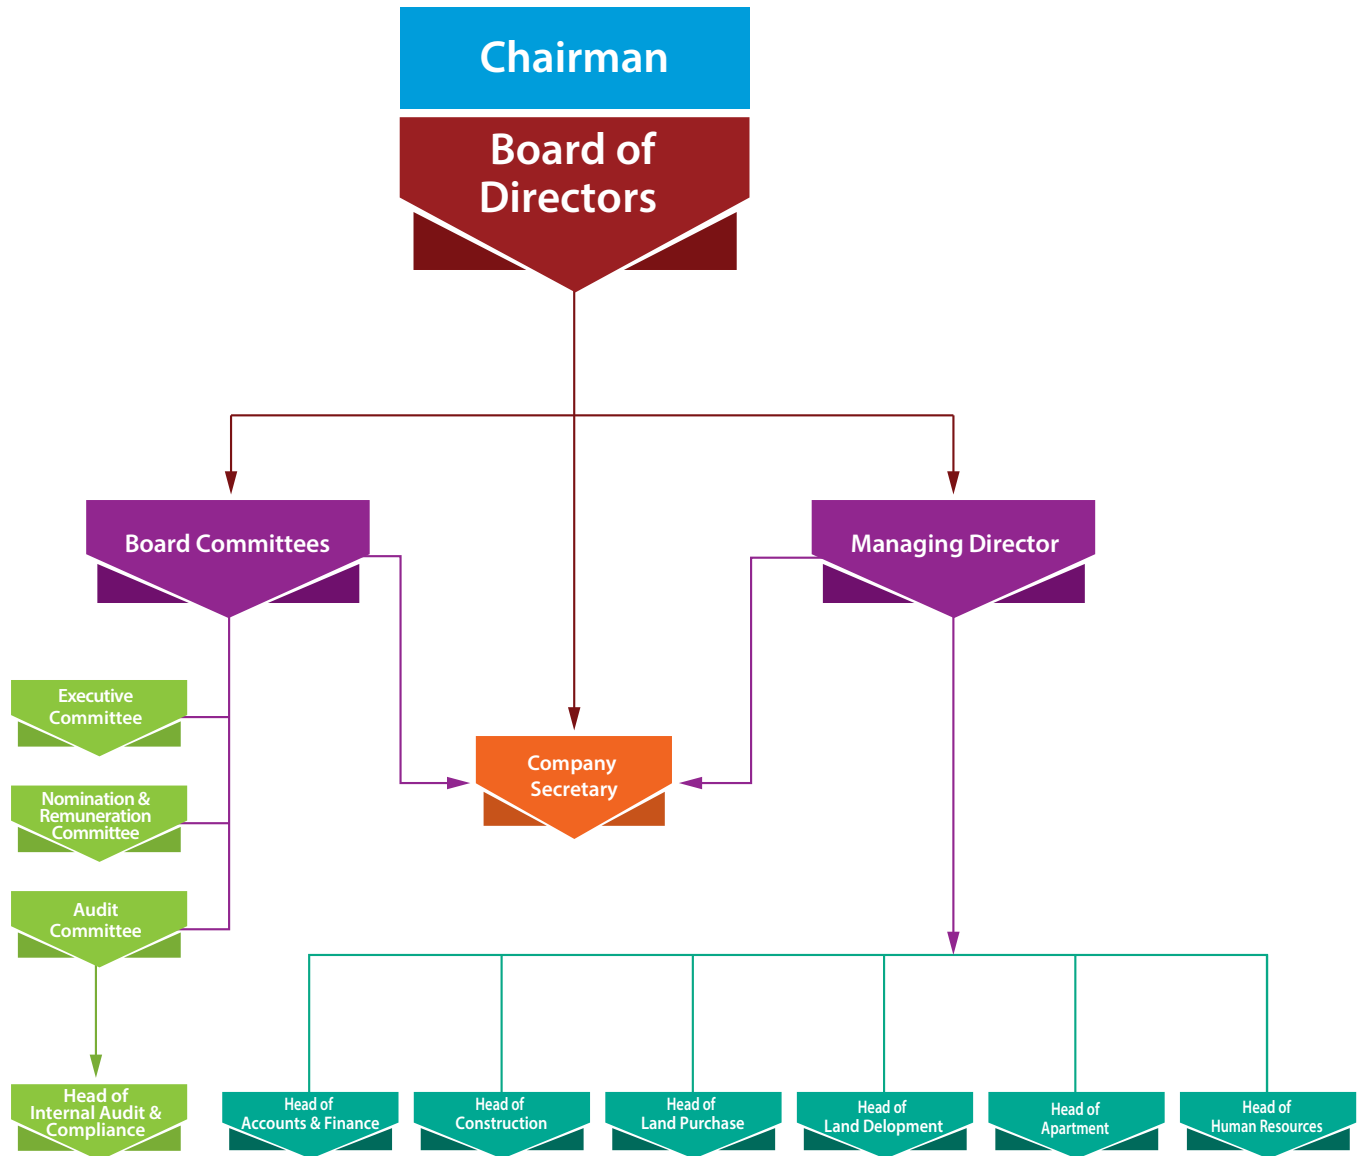 Chairman
Board of
Directors
Board Committees
Managing Director
Executive
Committee
Company
Secretary
Nomination &
Remuneration
Committee
Audit
Committee
Head of
Internal Audit &
Compliance
Head of
Accounts & Finance
Head of
Construction
Head of
Land Purchase
Head of
Land Delopment
Head of
Apartment
Head of
Human Resources